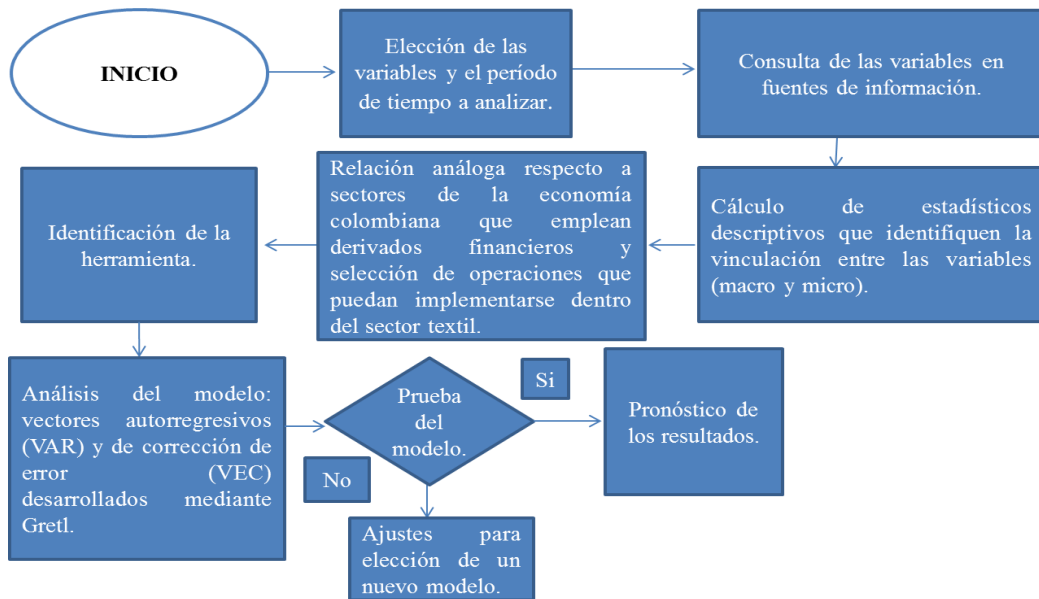 INICIO
Elección de las
variables y el período
de tiempo a analizar.
Consulta de las variables en
fuentes de información.
Cálculo de estadísticos
descriptivos que identifiquen la
vinculación entre las variables
(macro y micro).
Relación análoga respecto a
sectores de la economía
colombiana que emplean
derivados financieros y
selección de operaciones que
puedan implementarse dentro
del sector textil.
Identificación de la
herramienta.
Análisis del modelo:
vectores autorregresivos
(VAR) y de corrección de
error (VEC)
desarrollados mediante
Gretl.
Prueba
del
modelo.
Si
Pronóstico de
los resultados.
No
Ajustes para
elección de un
nuevo modelo.